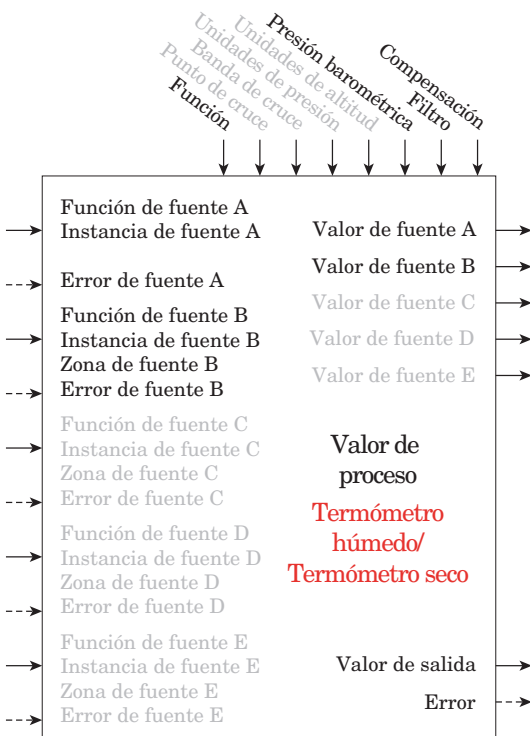 Función
Punto de cruce
Banda de cruce
Unidades de presión
Unidades de altitud
Presión barométrica
Filtro
Compensación
Función de fuente A
Instancia de fuente A
Error de fuente A
Función de fuente B
Instancia de fuente B
Zona de fuente B
Error de fuente B
Función de fuente C
Instancia de fuente C
Zona de fuente C
Error de fuente C
Función de fuente D
Instancia de fuente D
Zona de fuente D
Error de fuente D
Función de fuente E
Instancia de fuente E
Zona de fuente E
Error de fuente E
Valor de fuente A
Valor de fuente B
Valor de fuente C
Valor de fuente D
Valor de fuente E
Valor de
proceso
Termómetro
húmedo/
Termómetro seco
Valor de salida
Error